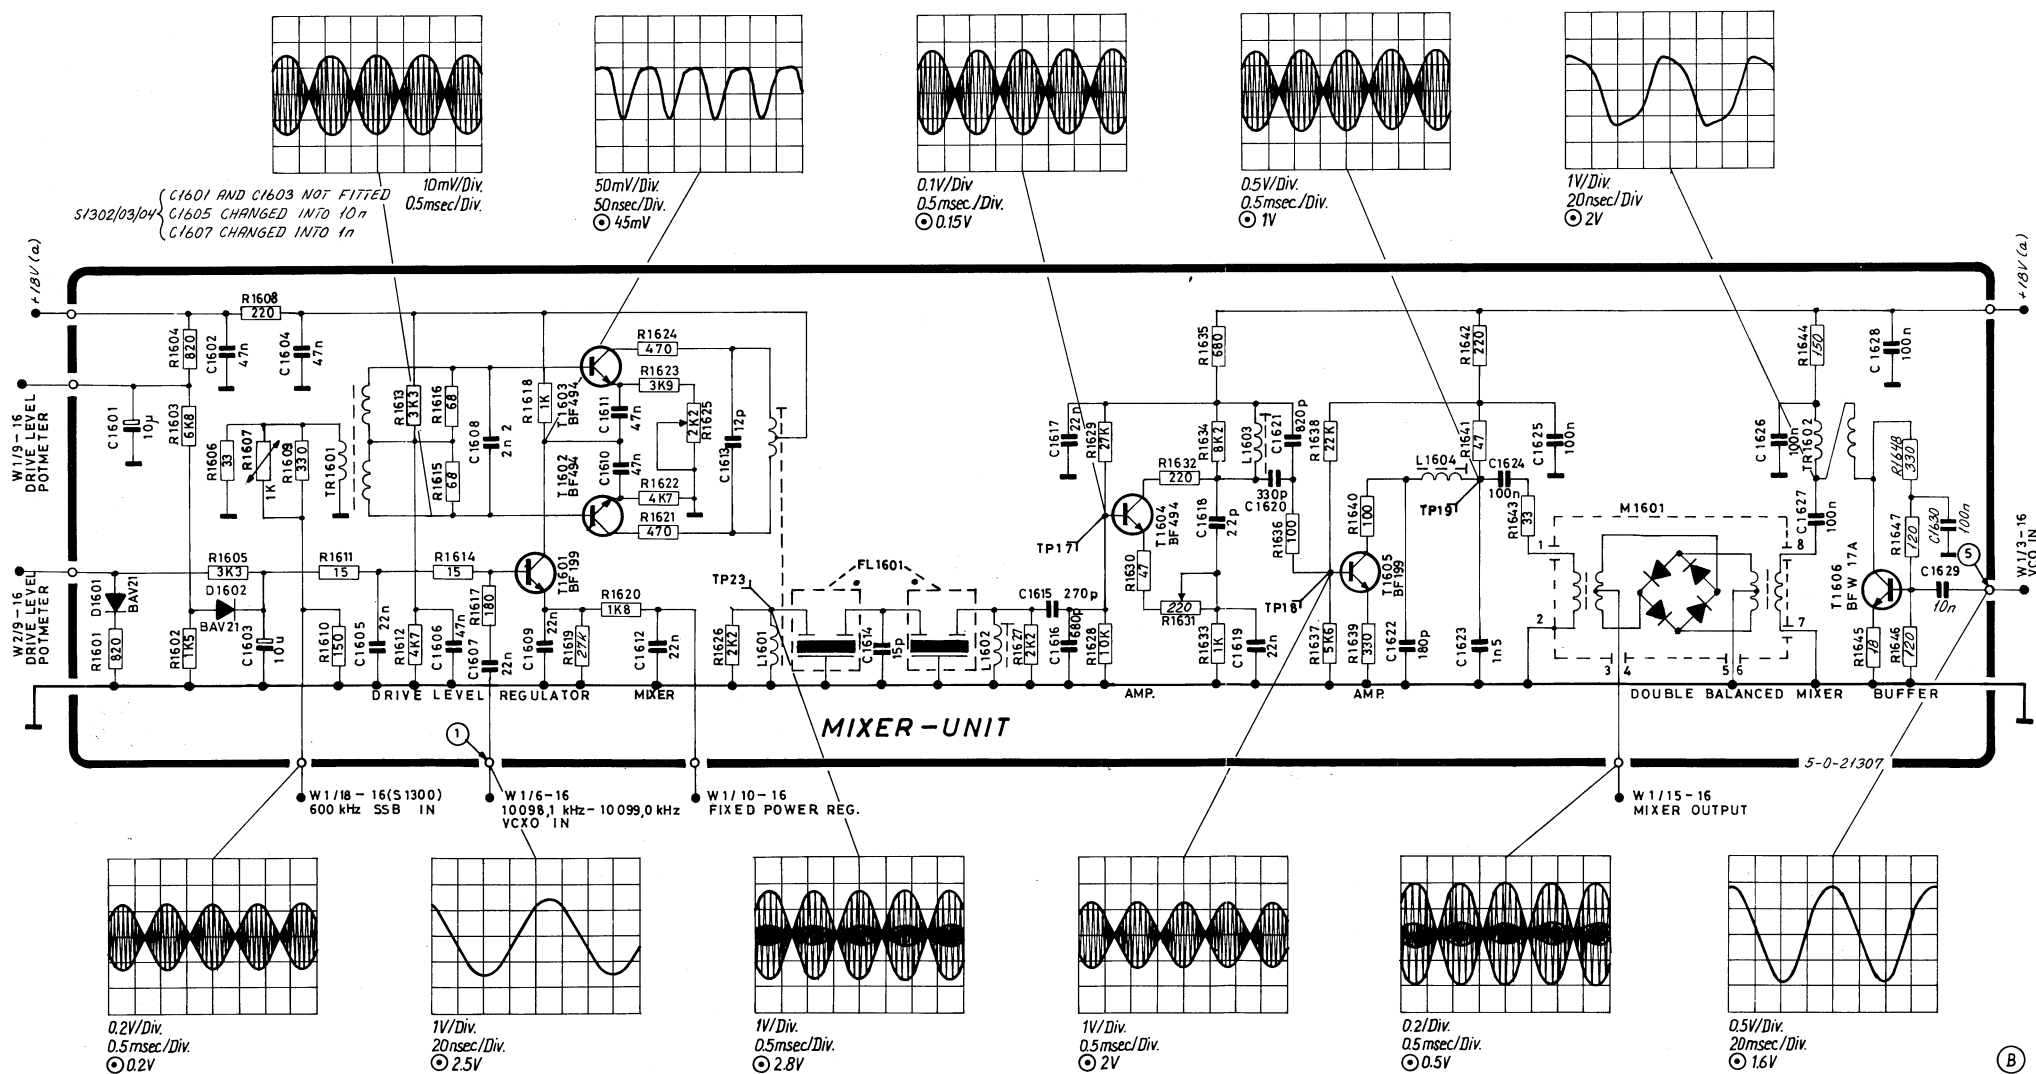 10mV/Div.
0.5msec/Div.
50mV/Div.
50nsec/Div.
45mV
0.1V/Div
0.5msec./Div.
0.15V
0.5V/Div.
0.5msec./Div.
1V
1V/Div.
20nsec/Div
2V
S1302/03/04
C1601 AND C1603 NOT FITTED
C1605 CHANGED INTO 10n
C1607 CHANGED INTO 1n
+18V (a)
+18V (a)
W1/9-16
DRIVE LEVEL
POTMETER
W2/9-16
DRIVE LEVEL
POTMETER
R1604
820
C1602
47n
R1608
220
C1604
47n
C1601
10µ
R1603
6K8
R1606
33
R1607
1K
R1609
330
TR1601
R1613
3K3
R1616
68
R1615
68
C1608
2n2
R1618
1K
T1603
BF494
T1602
BF494
C1611
47n
C1610
47n
R1624
470
R1623
3K9
2K2
R1625
R1622
4K7
R1621
470
C1613
12p
D1601
BAV21
R1601
820
R1602
1K5
R1605
3K3
D1602
BAV21
C1603
10u
R1610
150
R1611
15
C1605
22n
R1612
4K7
R1614
15
C1606
47n
R1617
180
C1607
22n
T1601
BF199
C1609
22n
R1619
27K
R1620
1K8
C1612
22n
TP23
R1626
2K2
L1601
FL1601
C1614
15p
L1602
R1627
2K2
C1615
270p
C1616
680p
R1628
10K
TP17
C1617
22n
R1629
27K
T1604
BF494
R1630
47
R1632
220
220
R1631
R1635
680
R1634
8K2
C1618
22p
R1633
1K
C1619
22n
L1603
C1621
620p
330p
C1620
R1636
100
R1638
22K
TP18
R1637
5K6
T1605
BF199
R1640
100
R1639
330
C1622
180p
L1604
TP19
R1642
220
R1641
47
C1623
1n5
C1624
100n
C1625
100n
R1643
33
M1601
1
2
3
4
5
6
7
8
R1644
150
C1626
100n
TR1602
C1627
100n
C1628
100n
R1648
330
R1647
120
C1630
100n
T1606
BFW 17A
C1629
10n
R1645
18
R1646
120
5
W1/3-16
VCXO IN
DRIVE LEVEL REGULATOR
MIXER
AMP.
AMP.
DOUBLE BALANCED MIXER
BUFFER
MIXER-UNIT
1
5-0-21307
W1/18-16(S1300)
600 kHz SSB IN
W1/6-16
10098,1 kHz-10099,0kHz
VCXO IN
W1/10-16
FIXED POWER REG.
W1/15-16
MIXER OUTPUT
0.2V/Div.
0.5msec/Div.
0.2V
1V/Div.
20nsec/Div.
2.5V
1V/Div.
0.5msec/Div.
2.8V
1V/Div.
0.5msec/Div.
2V
0.2/Div.
0.5msec/Div.
0.5V
0.5V/Div.
20msec/Div.
1.6V
B